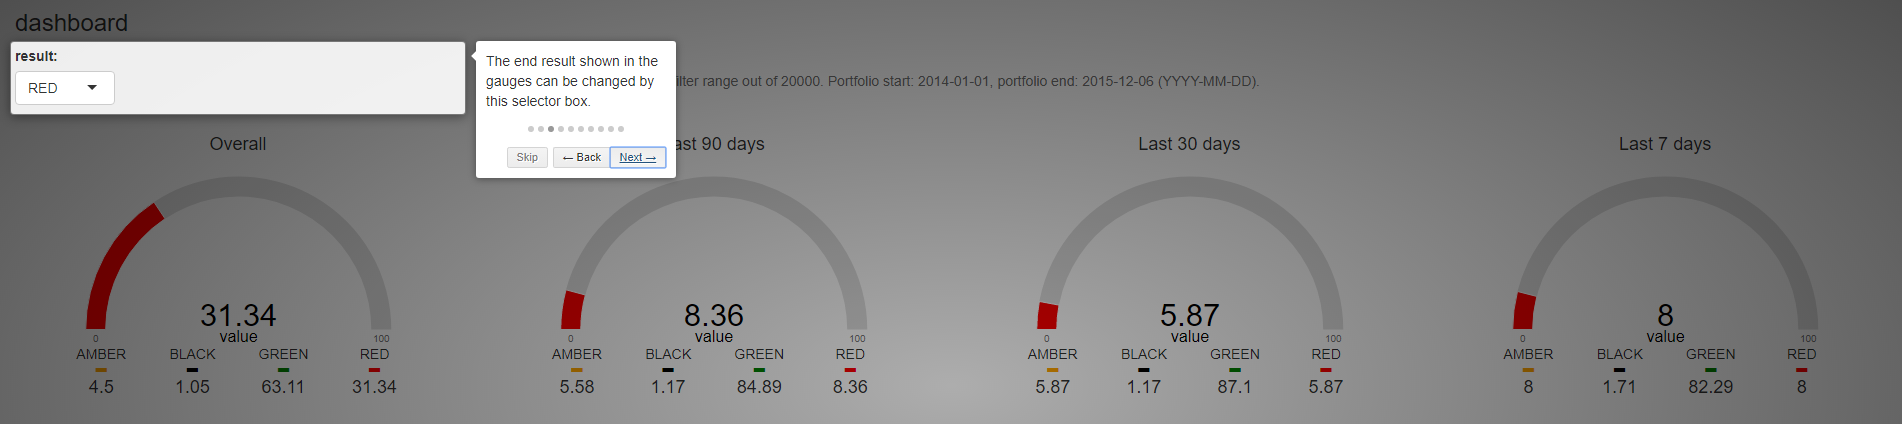 dashboard
result:
RED
The end result shown in the
gauges can be changed by
this selector box.
Skip
← Back
Next →
filter range out of 20000. Portfolio start: 2014-01-01, portfolio end: 2015-12-06 (YYYY-MM-DD).
Overall
ast 90 days
Last 30 days
Last 7 days
31.34
value
0 100
AMBER BLACK GREEN RED
4.5 1.05 63.11 31.34
8.36
value
0 100
AMBER BLACK GREEN RED
5.58 1.17 84.89 8.36
5.87
value
0 100
AMBER BLACK GREEN RED
5.87 1.17 87.1 5.87
8
value
0 100
AMBER BLACK GREEN RED
8 1.71 82.29 8